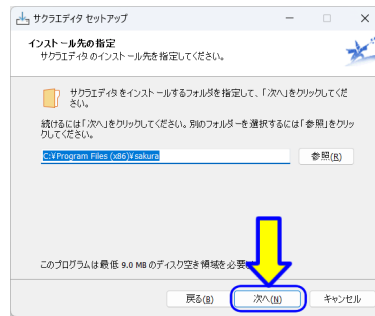 サクラエディタ セットアップ
インストール先の指定
サクラエディタのインストール先を指定してください。
サクラエディタをインストールするフォルダを指定して、「次へ」をクリックしてくだ
さい。
続けるには「次へ」をクリックしてください。別のフォルダーを選択するには「参照」をクリッ
クしてください。
C:¥Program Files (x86)¥sakura
参照(R)
このプログラムは最低 9.0 MBのディスク空き領域を必要
戻る(B)
次へ(N)
キャンセル